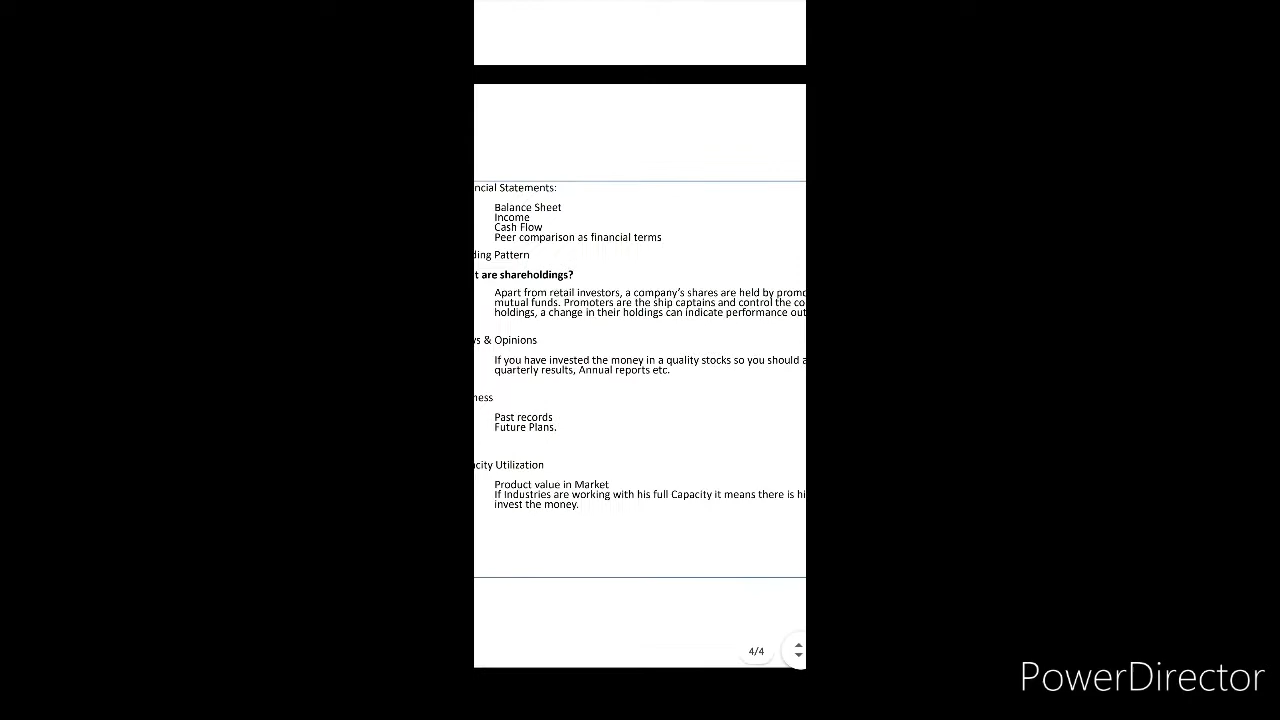 ncial Statements:
Balance Sheet
Income
Cash Flow
Peer comparison as financial terms
ding Pattern
t are shareholdings?
Apart from retail investors, a company's shares are held by promo
mutual funds. Promoters are the ship captains and control the co
holdings, a change in their holdings can indicate performance out
s & Opinions
If you have invested the money in a quality stocks so you should a
quarterly results, Annual reports etc.
ness
Past records
Future Plans.
city Utilization
Product value in Market
If Industries are working with his full Capacity it means there is hi
invest the money.
4/4
PowerDirector